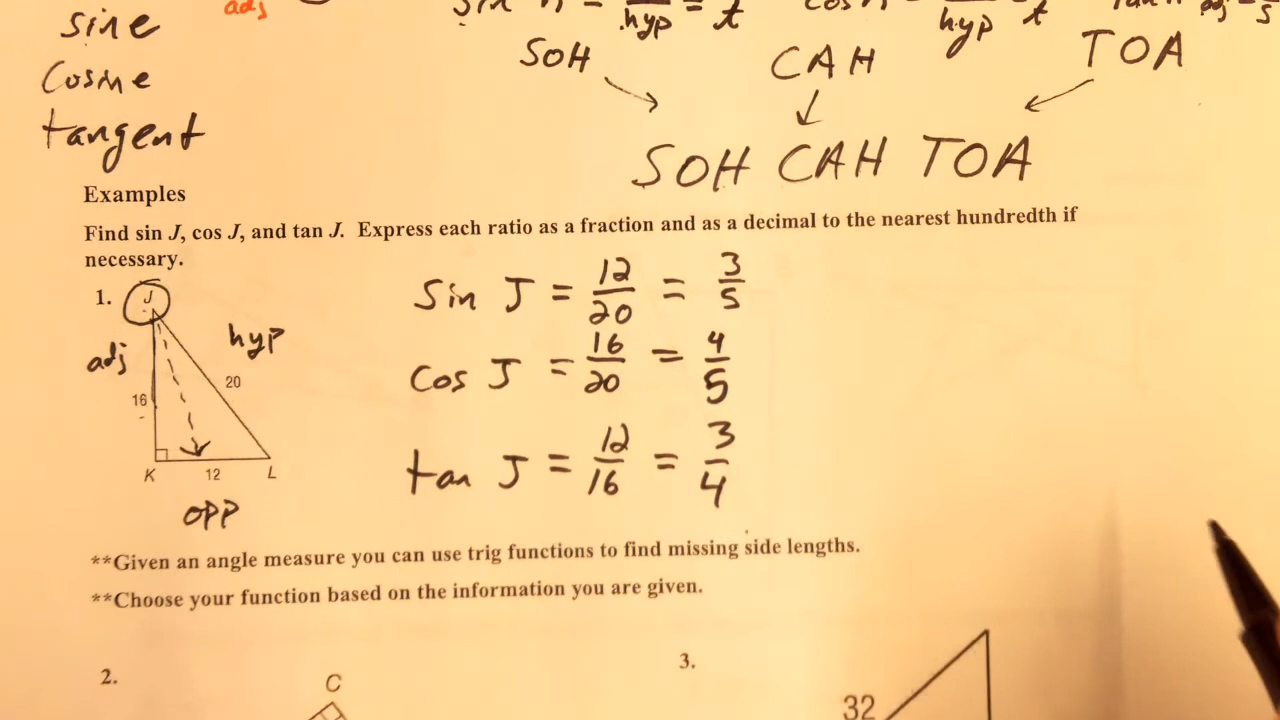 adj
sine
hyp = t
hyp t
cosine
SOH CAH TOA
tangent
SOH CAH TOA
Examples
Find sin J, cos J, and tan J. Express each ratio as a fraction and as a decimal to the nearest hundredth if
necessary.
1. J
adj
hyp
16
20
K 12 L
opp
Sin J = 12/20 = 3/5
Cos J = 16/20 = 4/5
tan J = 12/16 = 3/4
**Given an angle measure you can use trig functions to find missing side lengths.
**Choose your function based on the information you are given.
2. C
3. 32